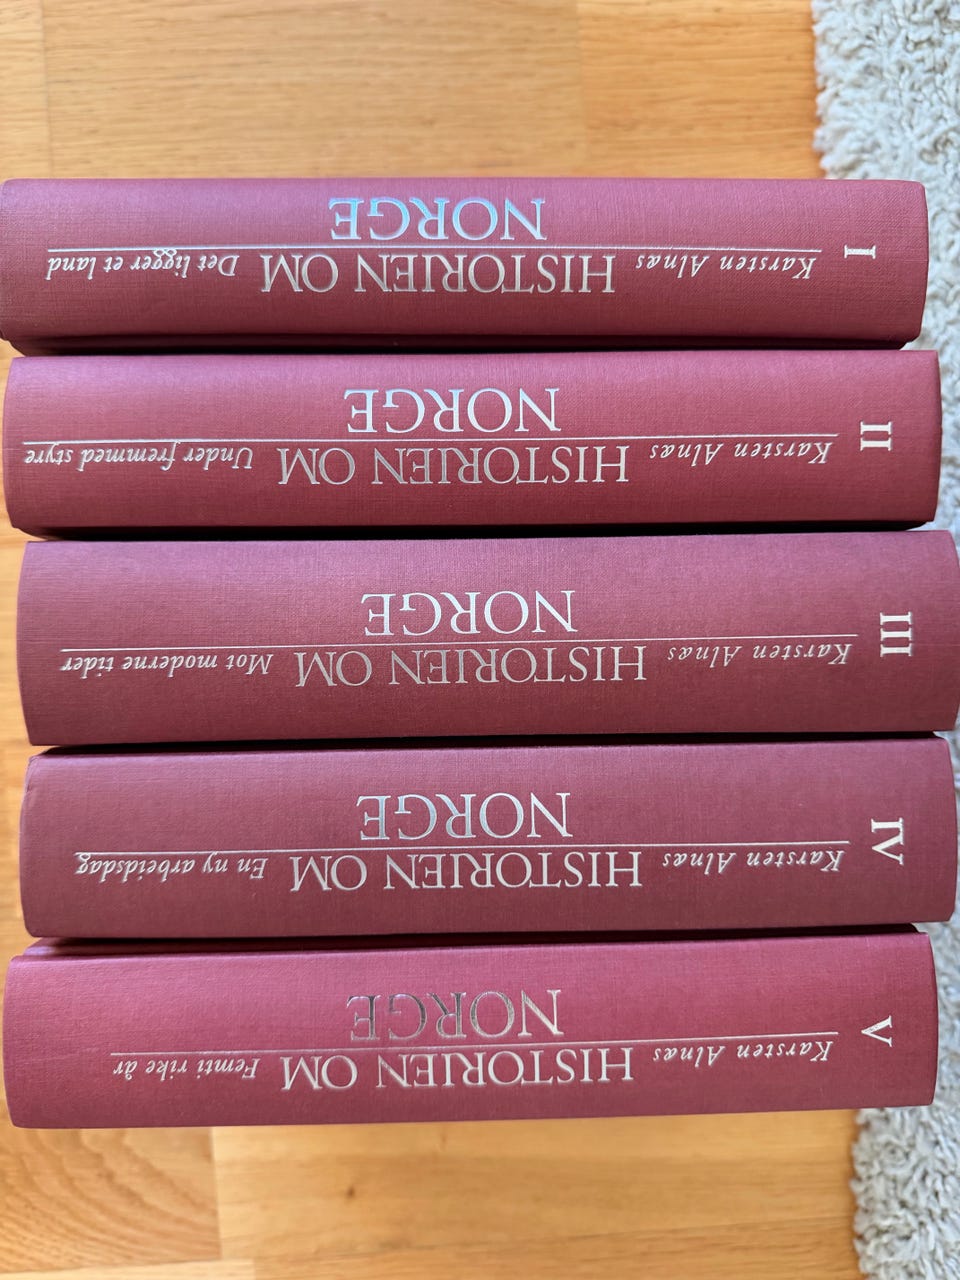 I
Karsten Alnæs
HISTORIEN OM
NORGE
Det ligger et land
II
Karsten Alnæs
HISTORIEN OM
NORGE
Under fremmed styre
III
Karsten Alnæs
HISTORIEN OM
NORGE
Mot moderne tider
IV
Karsten Alnæs
HISTORIEN OM
NORGE
En ny arbeidsdag
V
Karsten Alnæs
HISTORIEN OM
NORGE
Femti rike år